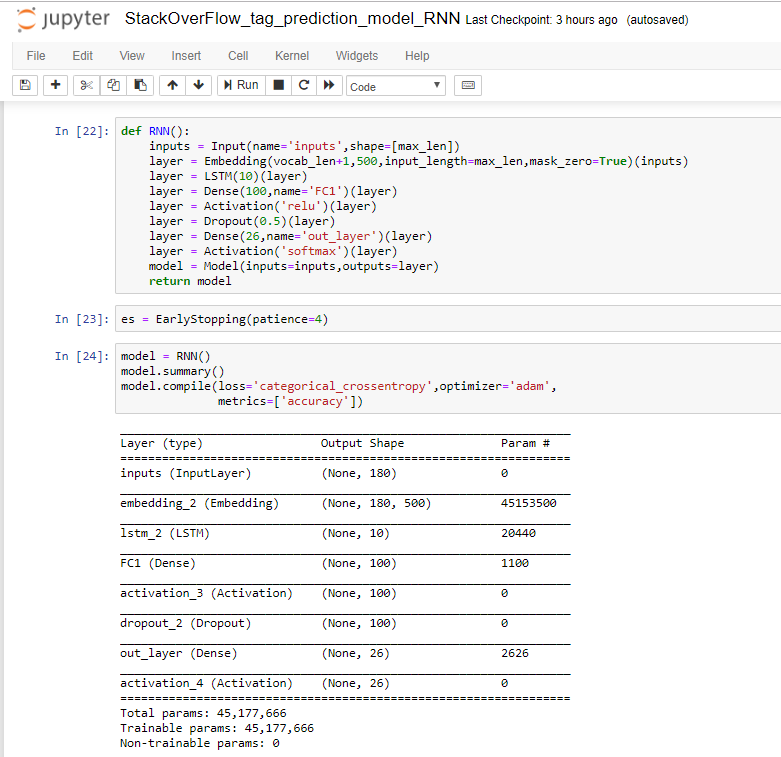 jupyter StackOverFlow_tag_prediction_model_RNN Last Checkpoint: 3 hours ago (autosaved)
File Edit View Insert Cell Kernel Widgets Help
Run Code
In [22]: def RNN():
    inputs = Input(name='inputs',shape=[max_len])
    layer = Embedding(vocab_len+1,500,input_length=max_len,mask_zero=True)(inputs)
    layer = LSTM(10)(layer)
    layer = Dense(100,name='FC1')(layer)
    layer = Activation('relu')(layer)
    layer = Dropout(0.5)(layer)
    layer = Dense(26,name='out_layer')(layer)
    layer = Activation('softmax')(layer)
    model = Model(inputs=inputs,outputs=layer)
    return model
In [23]: es = EarlyStopping(patience=4)
In [24]: model = RNN()
model.summary()
model.compile(loss='categorical_crossentropy',optimizer='adam',
              metrics=['accuracy'])
Layer (type) Output Shape Param #
=================================================================
inputs (InputLayer) (None, 180) 0
embedding_2 (Embedding) (None, 180, 500) 45153500
lstm_2 (LSTM) (None, 10) 20440
FC1 (Dense) (None, 100) 1100
activation_3 (Activation) (None, 100) 0
dropout_2 (Dropout) (None, 100) 0
out_layer (Dense) (None, 26) 2626
activation_4 (Activation) (None, 26) 0
=================================================================
Total params: 45,177,666
Trainable params: 45,177,666
Non-trainable params: 0